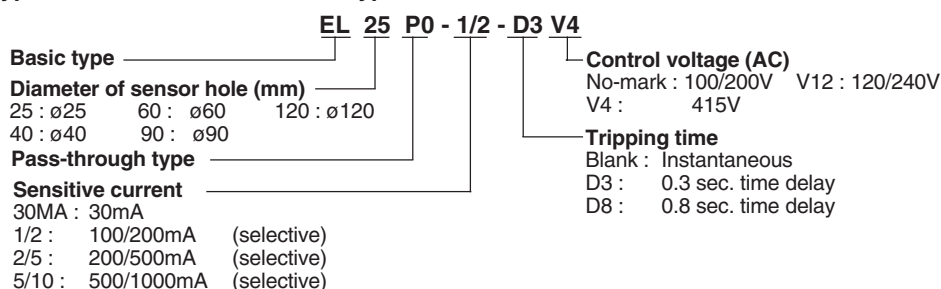 EL 25 P0 - 1/2 - D3 V4
Basic type
Diameter of sensor hole (mm)
25 : ø25 60 : ø60 120 : ø120
40 : ø40 90 : ø90
Pass-through type
Sensitive current
30MA : 30mA
1/2 : 100/200mA (selective)
2/5 : 200/500mA (selective)
5/10 : 500/1000mA (selective)
Control voltage (AC)
No-mark : 100/200V V12 : 120/240V
V4 : 415V
Tripping time
Blank : Instantaneous
D3 : 0.3 sec. time delay
D8 : 0.8 sec. time delay